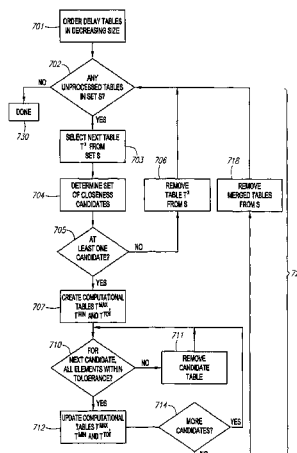 701
ORDER DELAY TABLES
IN DECREASING SIZE
702
NO
ANY
UNPROCESSED TABLES
IN SET S?
DONE
730
YES
SELECT NEXT TABLE
FROM
SET S
703
704
DETERMINE SET
OF CLOSENESS
CANDIDATES
706
REMOVE
TABLE
FROM S
718
REMOVE
MERGED TABLES
FROM S
705
AT
LEAST ONE
CANDIDATE?
NO
YES
707
CREATE COMPUTATIONAL
TABLES
AND
710
FOR
NEXT CANDIDATE,
ALL ELEMENTS WITHIN
TOLERANCE?
NO
711
REMOVE
CANDIDATE
TABLE
YES
712
UPDATE COMPUTATIONAL
TABLES
AND
714
MORE
CANDIDATES?
YES
NO